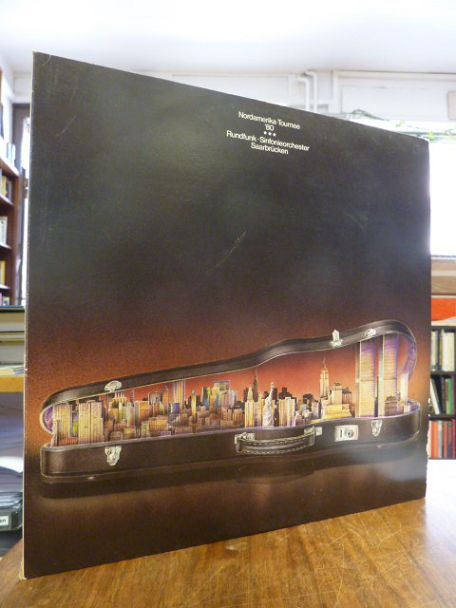 Nordamerika-Tournee
'80
***
Rundfunk-Sinfonieorchester
Saarbrücken